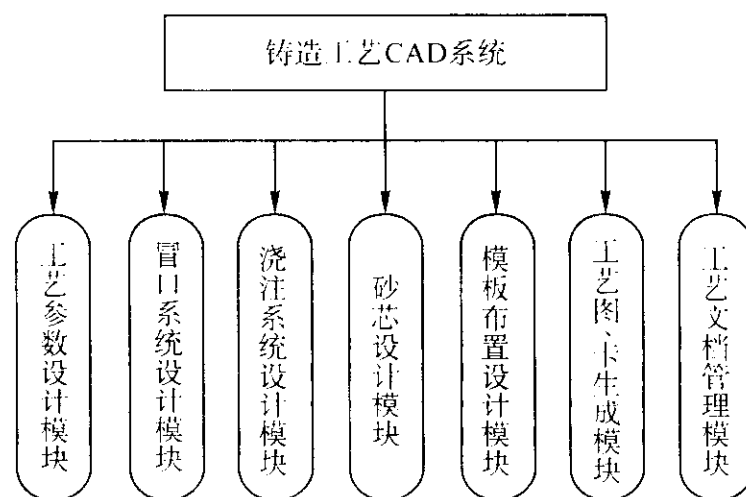 铸造工艺CAD系统
工艺参数设计模块
冒口系统设计模块
浇注系统设计模块
砂芯设计模块
模板布置设计模块
工艺图、卡生成模块
工艺文档管理模块